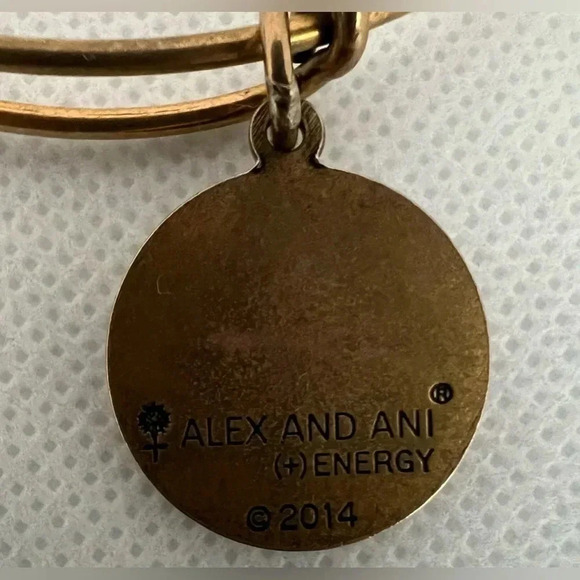 ALEX AND ANI®
(+) ENERGY
© 2014